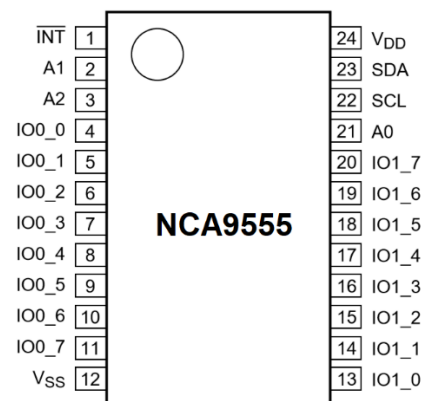 INT 1 24 VDD
A1 2 23 SDA
A2 3 22 SCL
IO0_0 4 21 A0
IO0_1 5 20 IO1_7
IO0_2 6 19 IO1_6
IO0_3 7 18 IO1_5
NCA9555
IO0_4 8 17 IO1_4
IO0_5 9 16 IO1_3
IO0_6 10 15 IO1_2
IO0_7 11 14 IO1_1
VSS 12 13 IO1_0